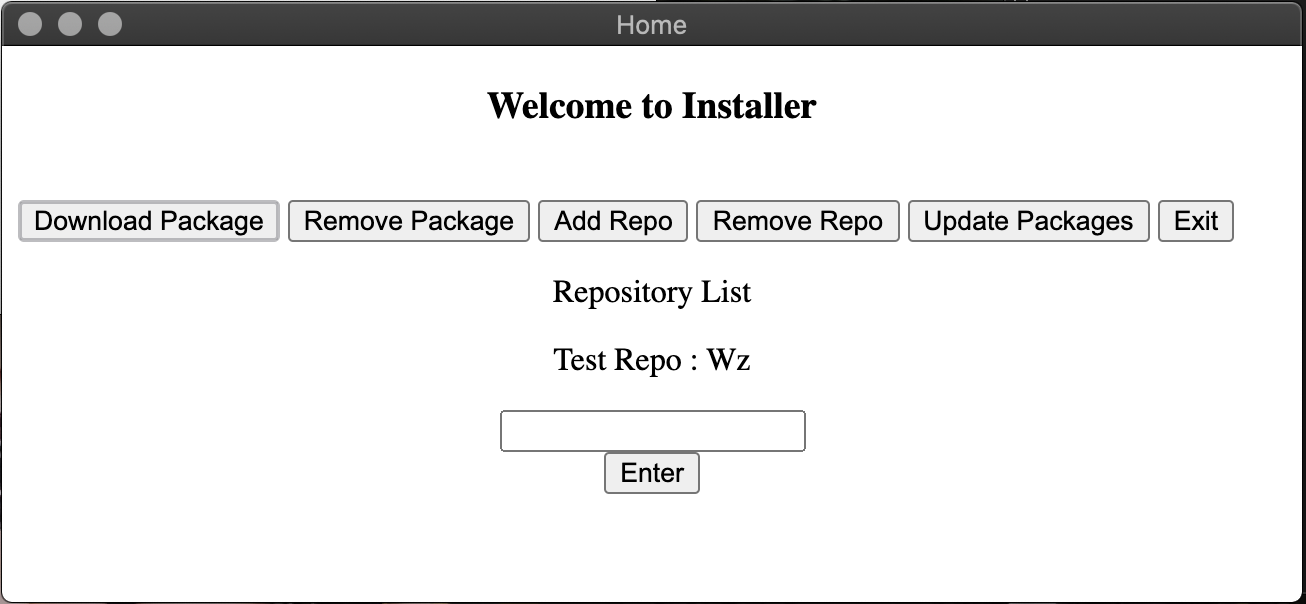 Home
Welcome to Installer
Download Package Remove Package Add Repo Remove Repo Update Packages Exit
Repository List
Test Repo : Wz
Enter